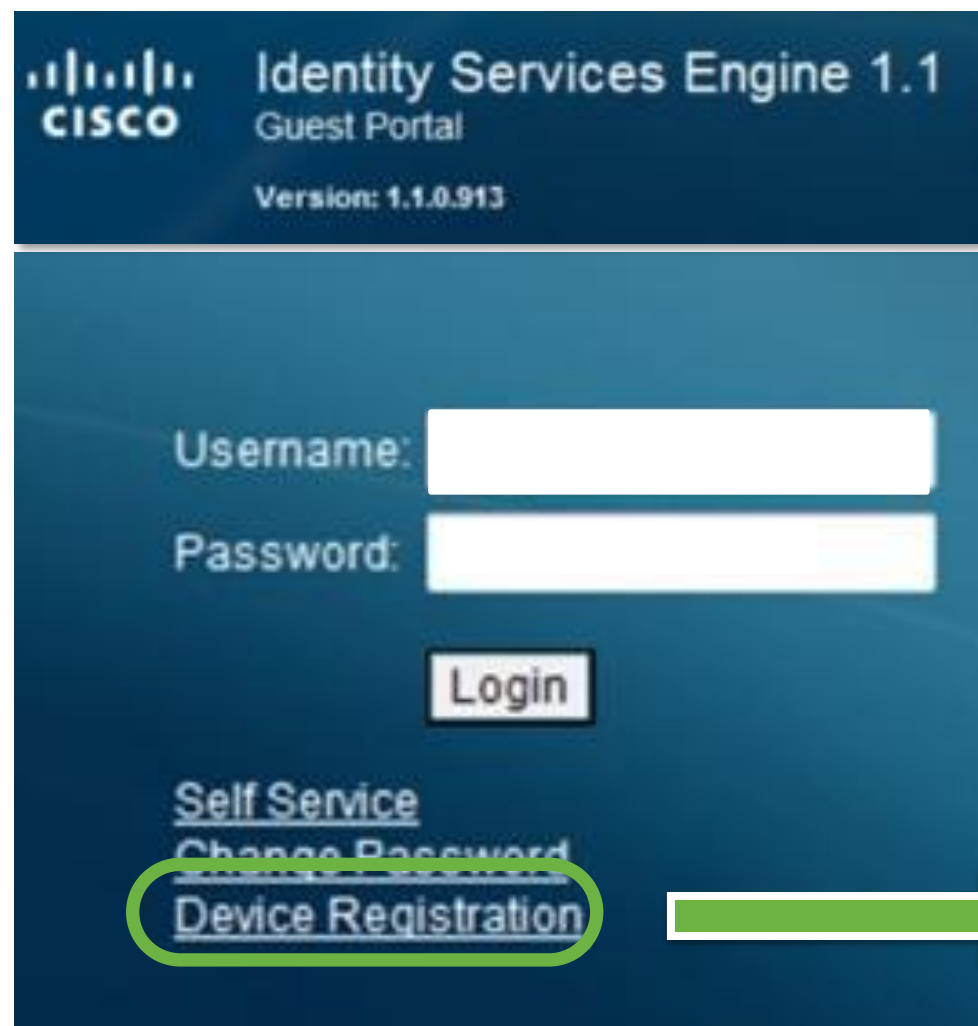 CISCO
Identity Services Engine 1.1
Guest Portal
Version: 1.1.0.913
Username:
Password:
Login
Self Service
Change Password
Device Registration